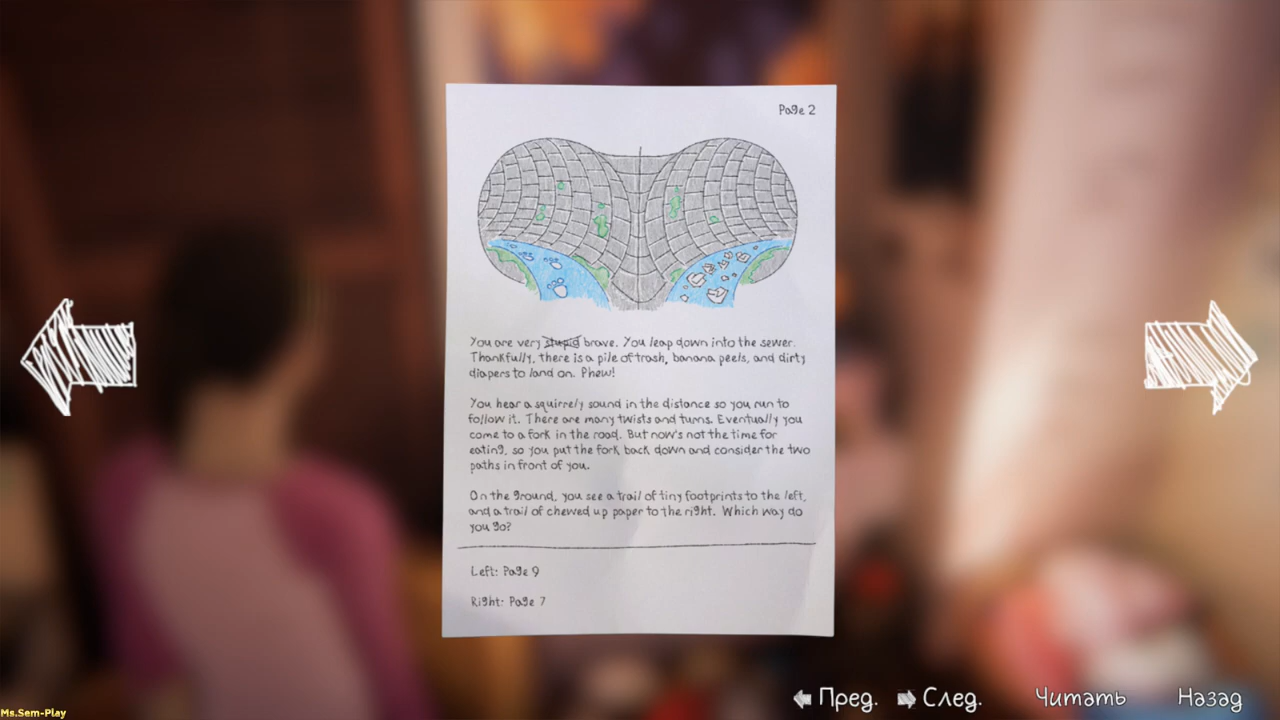 Page 2
You are very stupid brave. You leap down into the sewer.
Thankfully, there is a pile of trash, banana peels, and dirty
diapers to land on. Phew!
You hear a squirrely sound in the distance so you run to
follow it. There are many twists and turns. Eventually you
come to a fork in the road. But now's not the time for
eating, so you put the fork back down and consider the two
paths in front of you.
On the ground, you see a trail of tiny footprints to the left,
and a trail of chewed up paper to the right. Which way do
you go?
Left: Page 9
Right: Page 7
Пред. След. Читать Назад
Ms.Sem-Play